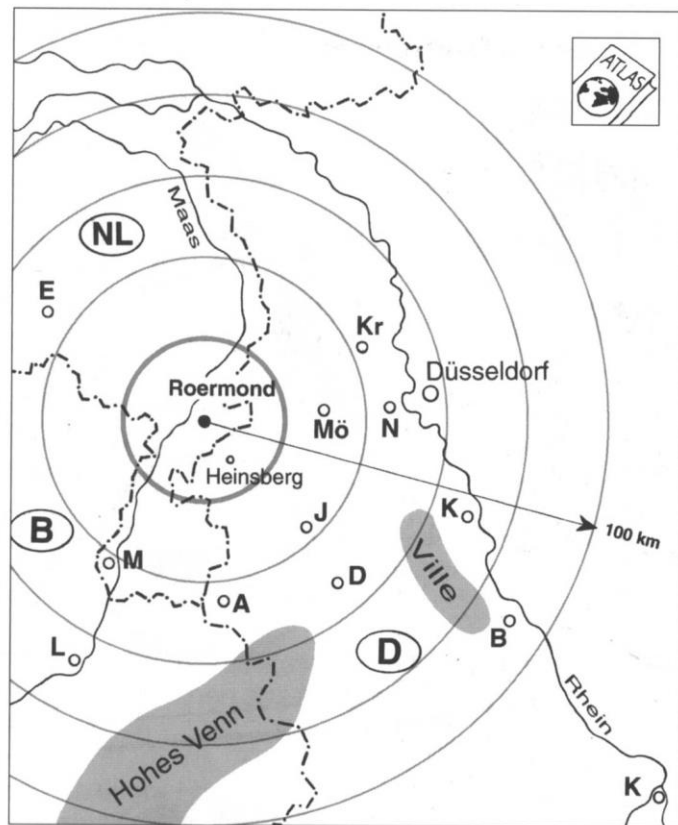 ATLAS
Maas
NL
E
Kr
Düsseldorf
Roermond
Mö
N
Heinsberg
100 km
K
J
B
Ville
M
D
A
B
L
D
Rhein
Hohes Venn
K